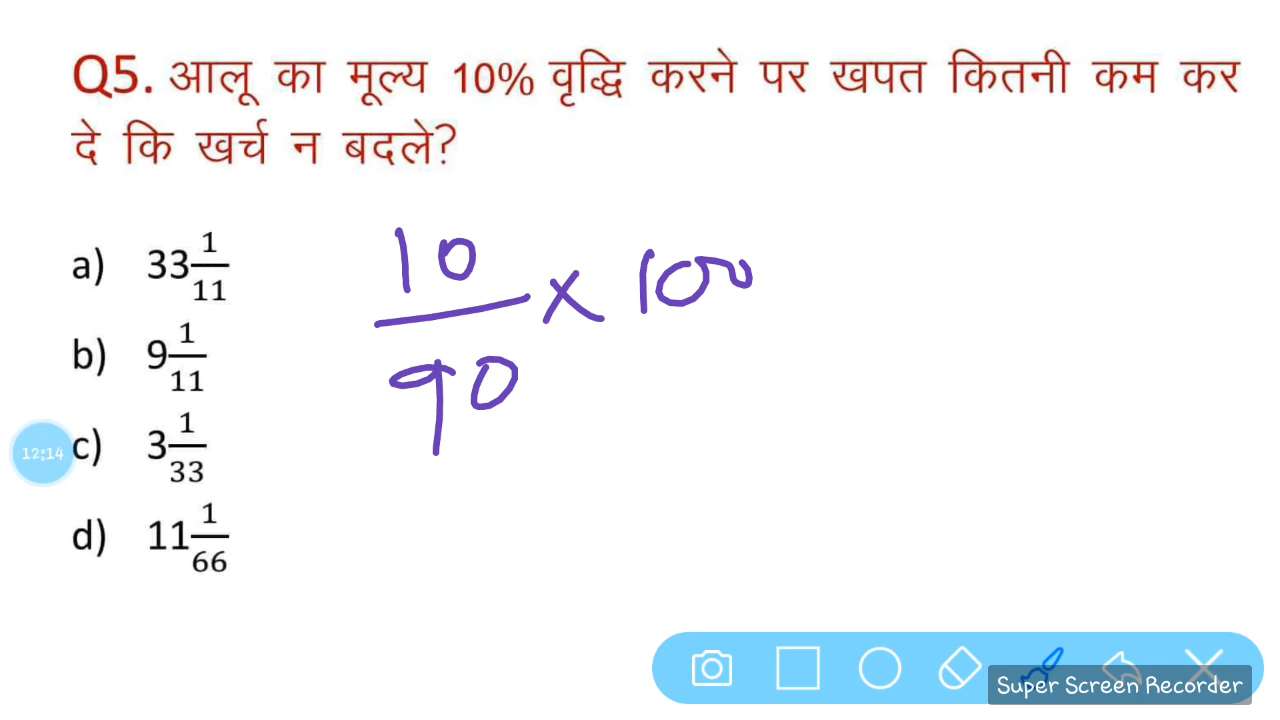 Q5. आलू का मूल्य 10% वृद्धि करने पर खपत कितनी कम कर
दे कि खर्च न बदले?
a) 33 1/11
b) 9 1/11
c) 3 1/33
d) 11 1/66
10/90 × 100
12:14
Super Screen Recorder